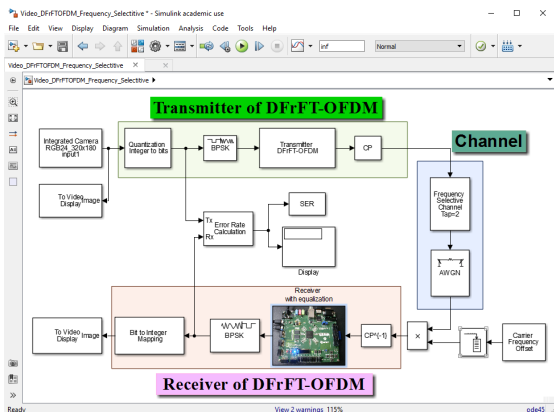 Video_DFrFTOFDM_Frequency_Selectitive * - Simulink academic use
File Edit View Display Diagram Simulation Analysis Code Tools Help
inf
Normal
Video_DFrFTOFDM_Frequency_Selectitive
Video_DFrFTOFDM_Frequency_Selectitive
Transmitter of DFrFT-OFDM
Integrated Camera
RGB24_320x180
input1
Quantization
Integer to bits
BPSK
Transmitter
DFrFT-OFDM
CP
Channel
To Video
Display
Image
Tx
Rx
Error Rate
Calculation
SER
Display
Frequency
Selective
Channel
Tap=2
AWGN
Receiver
with equalization
To Video
Display
Image
Bit to Integer
Mapping
BPSK
CP^(-1)
×
Carrier
Frequency
Offset
Receiver of DFrFT-OFDM
Ready
View 2 warnings 115%
ode45